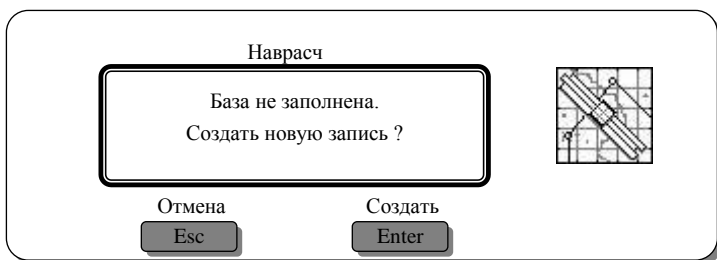 Наврасч
База не заполнена.
Создать новую запись ?
Отмена Создать
Esc Enter